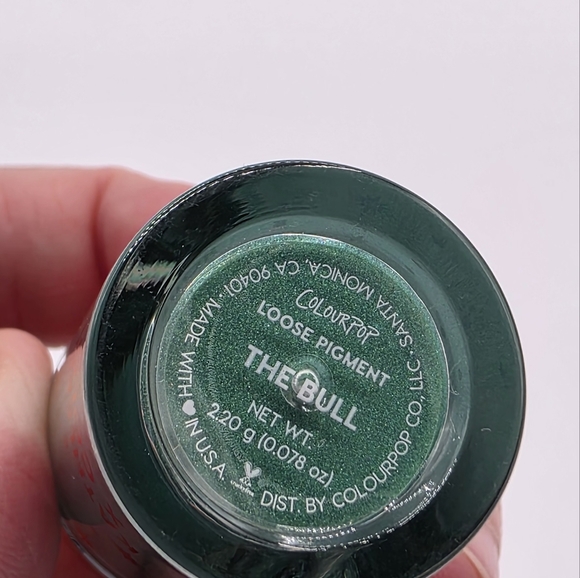 COLOURPOP
LOOSE PIGMENT
THE BULL
NET WT.
2.20 g (0.078 oz)
MADE WITH ♥ IN U.S.A.
DIST. BY COLOURPOP CO, LLC • SANTA MONICA, CA 90401.